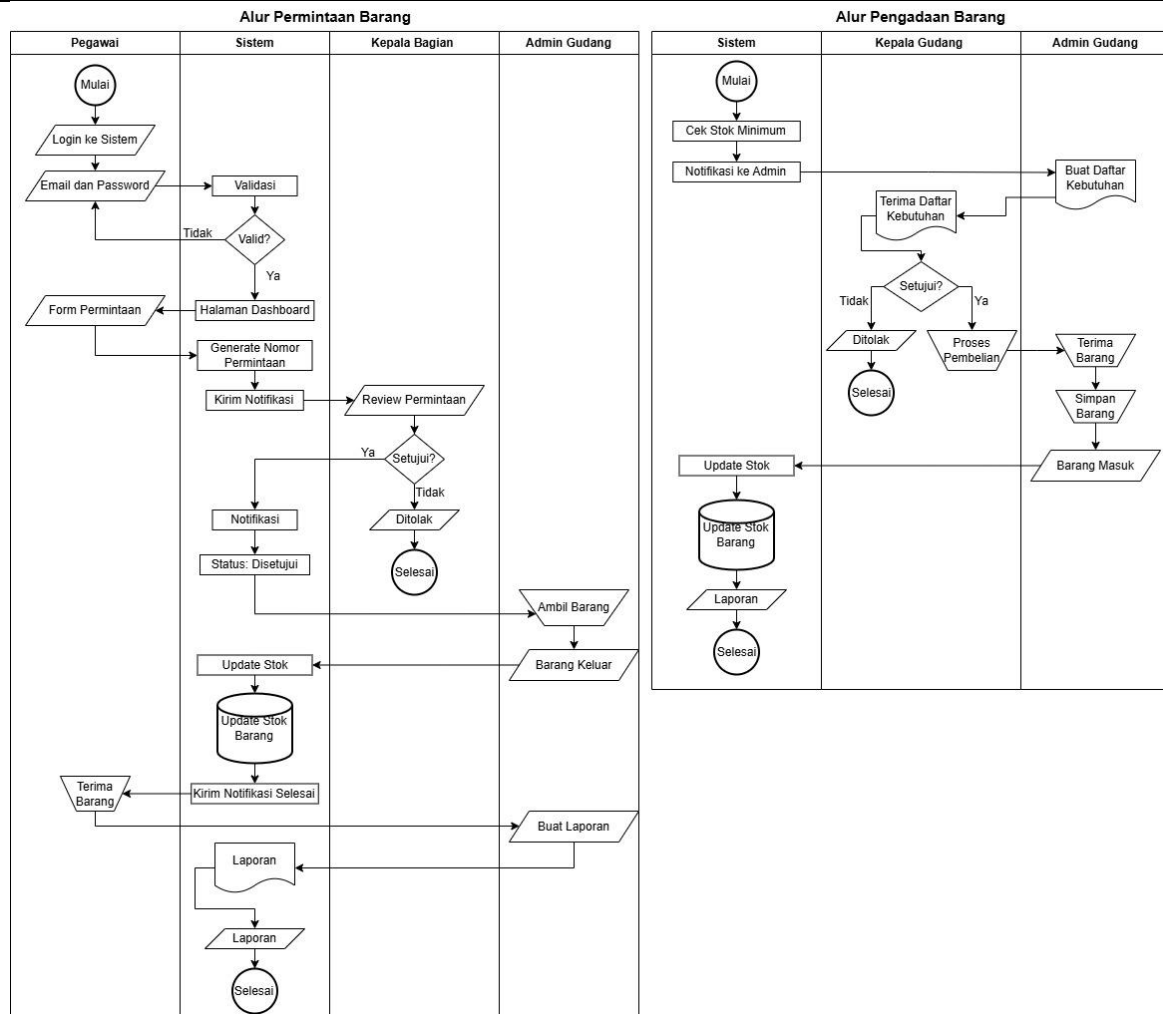 Alur Permintaan Barang
Pegawai
Sistem
Kepala Bagian
Admin Gudang
Mulai
Login ke Sistem
Email dan Password
Validasi
Tidak
Valid?
Ya
Form Permintaan
Halaman Dashboard
Generate Nomor
Permintaan
Kirim Notifikasi
Review Permintaan
Ya
Setujui?
Tidak
Notifikasi
Ditolak
Status: Disetujui
Selesai
Ambil Barang
Update Stok
Barang Keluar
Update Stok
Barang
Terima
Barang
Kirim Notifikasi Selesai
Buat Laporan
Laporan
Laporan
Selesai
Alur Pengadaan Barang
Sistem
Kepala Gudang
Admin Gudang
Mulai
Cek Stok Minimum
Notifikasi ke Admin
Buat Daftar
Kebutuhan
Terima Daftar
Kebutuhan
Setujui?
Tidak
Ya
Ditolak
Proses
Pembelian
Terima
Barang
Selesai
Simpan
Barang
Update Stok
Barang Masuk
Update Stok
Barang
Laporan
Selesai